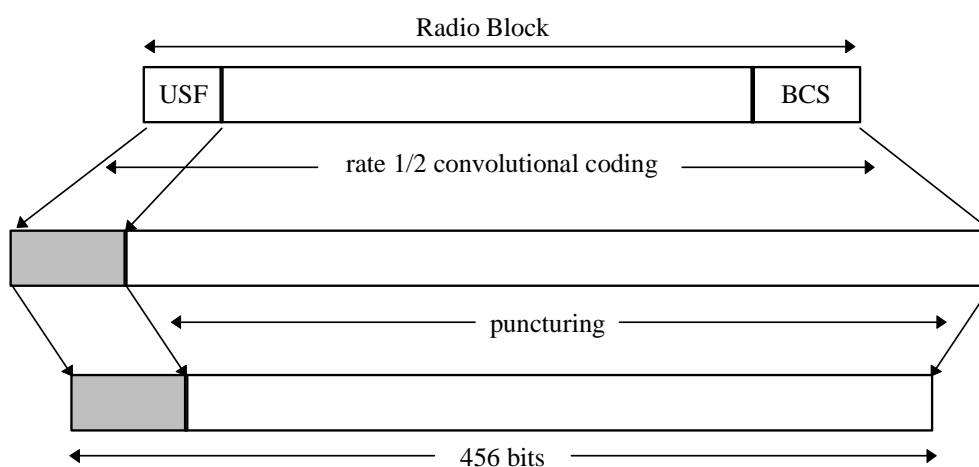 Radio Block
USF
BCS
rate 1/2 convolutional coding
puncturing
456 bits